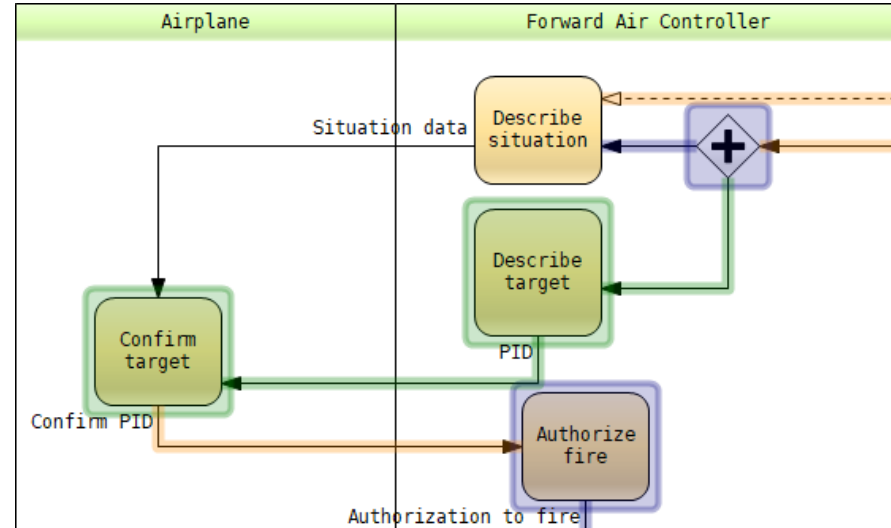 Airplane
Forward Air Controller
Describe
situation
Situation data
Describe
target
Confirm
target
PID
Confirm PID
Authorize
fire
Authorization to fire